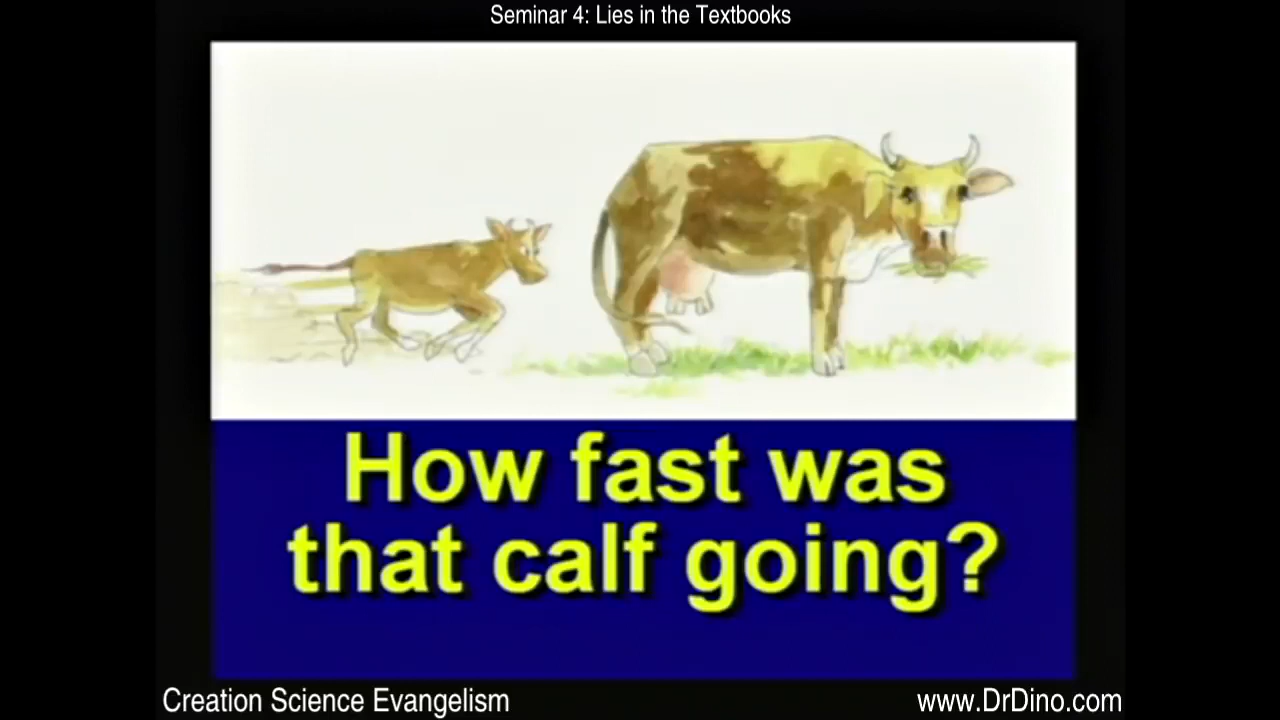 Seminar 4: Lies in the Textbooks
How fast was
that calf going?
Creation Science Evangelism
www.DrDino.com